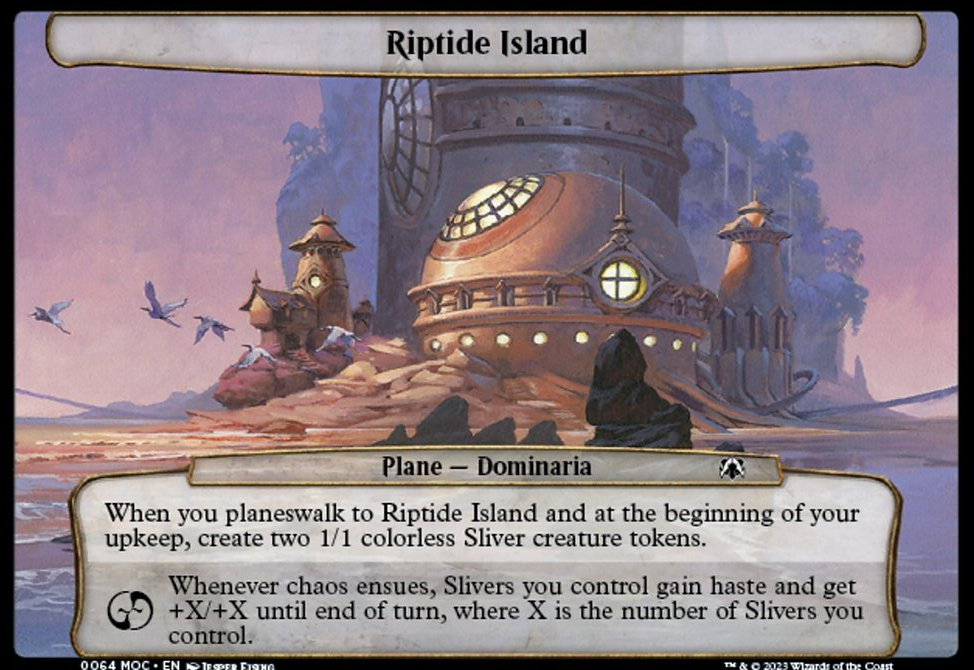 Riptide Island
Plane — Dominaria
When you planeswalk to Riptide Island and at the beginning of your
upkeep, create two 1/1 colorless Sliver creature tokens.
Whenever chaos ensues, Slivers you control gain haste and get
+X/+X until end of turn, where X is the number of Slivers you
control.
0064 MOC • EN Jesper Ejsing
™ & © 2023 Wizards of the Coast